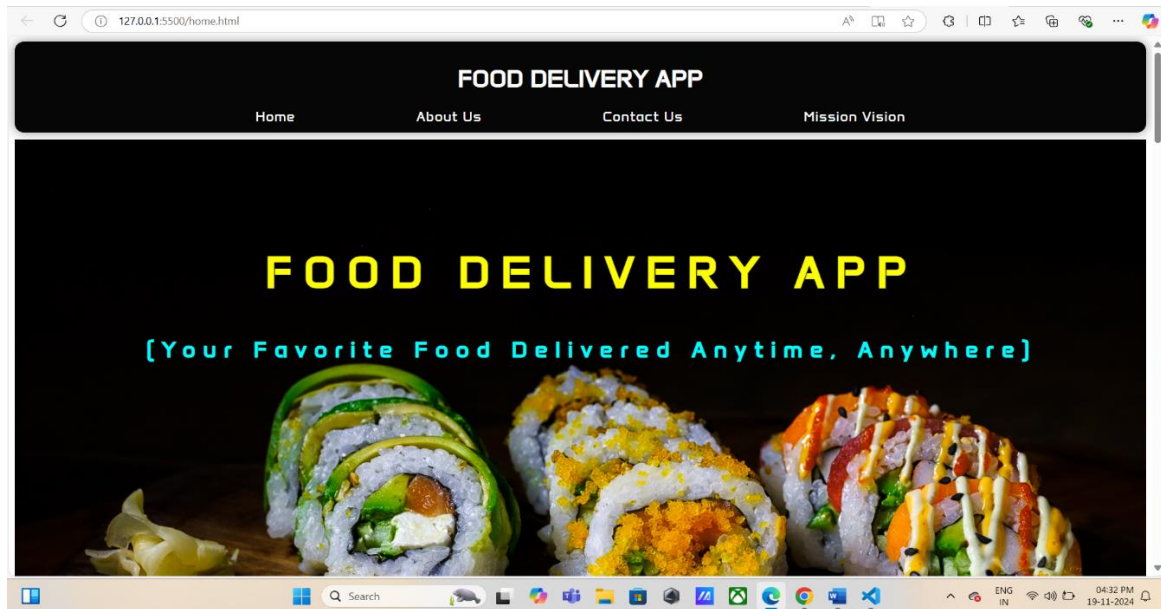 127.0.0.1:5500/home.html
FOOD DELIVERY APP
Home About Us Contact Us Mission Vision
FOOD DELIVERY APP
(Your Favorite Food Delivered Anytime, Anywhere)
Search
ENG
IN
04:32 PM
19-11-2024